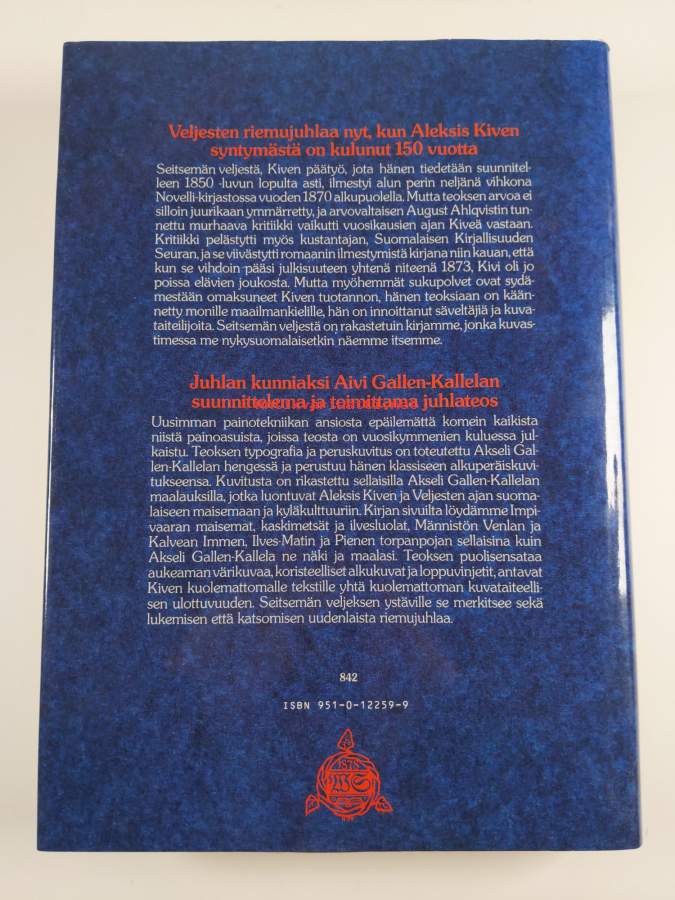 Veljesten riemujuhlaa nyt, kun Aleksis Kiven
syntymästä on kulunut 150 vuotta
Seitsemän veljestä, Kiven päätyö, jota hänen tiedetään suunnitel-
leen 1850 -luvun lopulta asti, ilmestyi alun perin neljänä vihkona
Novelli-kirjastossa vuoden 1870 alkupuolella. Mutta teoksen arvoa ei
silloin juurikaan ymmärretty, ja arvovaltaisen August Ahlqvistin tun-
nettu murhaava kritiikki vaikutti vuosikausien ajan Kiveä vastaan.
Kritiikki pelästytti myös kustantajan, Suomalaisen Kirjallisuuden
Seuran, ja se viivästytti romaanin ilmestymistä kirjana niin kauan, että
kun se vihdoin pääsi julkisuuteen yhtenä niteenä 1873, Kivi oli jo
poissa elävien joukosta. Mutta myöhemmät sukupolvet ovat sydä-
mestään omaksuneet Kiven tuotannon, hänen teoksiaan on kään-
netty monille maailmankielille, hän on innoittanut säveltäjiä ja kuva-
taiteilijoita. Seitsemän veljestä on rakastetuin kirjamme, jonka kuvas-
timessa me nykysuomalaisetkin näemme itsemme.
Juhlan kunniaksi Aivi Gallen-Kallelan
suunnittelema ja toimittama juhlateos
Uusimman painotekniikan ansiosta epäilemättä komein kaikista
niistä painoasuista, joissa teosta on vuosikymmenien kuluessa jul-
kaistu. Teoksen typografia ja peruskuvitus on toteutettu Akseli Gal-
len-Kallelan hengessä ja perustuu hänen klassiseen alkuperäiskuvi-
tukseensa. Kuvitusta on rikastettu sellaisilla Akseli Gallen-Kallelan
maalauksilla, jotka luontuvat Aleksis Kiven ja Veljesten ajan suoma-
laiseen maisemaan ja kyläkulttuuriin. Kirjan sivuilta löydämme Impi-
vaaran maisemat, kaskimetsät ja ilvesluolat, Männistön Venlan ja
Kalvean Immen, Ilves-Matin ja Pienen torpanpojan sellaisina kuin
Akseli Gallen-Kallela ne näki ja maalasi. Teoksen puolisensataa
aukeaman värikuvaa, koristeelliset alkukuvat ja loppuvinjetit, antavat
Kiven kuolemattomalle tekstille yhtä kuolemattoman kuvataiteelli-
sen ulottuvuuden. Seitsemän veljeksen ystäville se merkitsee sekä
lukemisen että katsomisen uudenlaista riemujuhlaa.
842
ISBN 951-0-12259-9
1878
WS